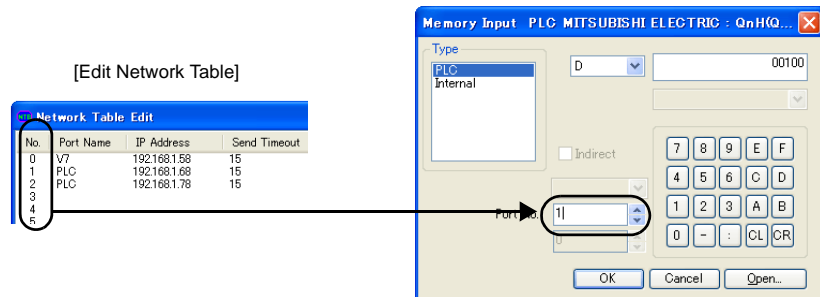 [Edit Network Table]
Network Table Edit
No. Port Name IP Address Send Timeout
0 V7 192.168.1.58 15
1 PLC 192.168.1.68 15
2 PLC 192.168.1.78 15
3
4
5
Memory Input PLC MITSUBISHI ELECTRIC : QnH(Q...
Type
PLC
Internal
D
00100
Indirect
Port No.
1
0
7 8 9 E F
4 5 6 C D
1 2 3 A B
0 - : CL CR
OK Cancel Open...